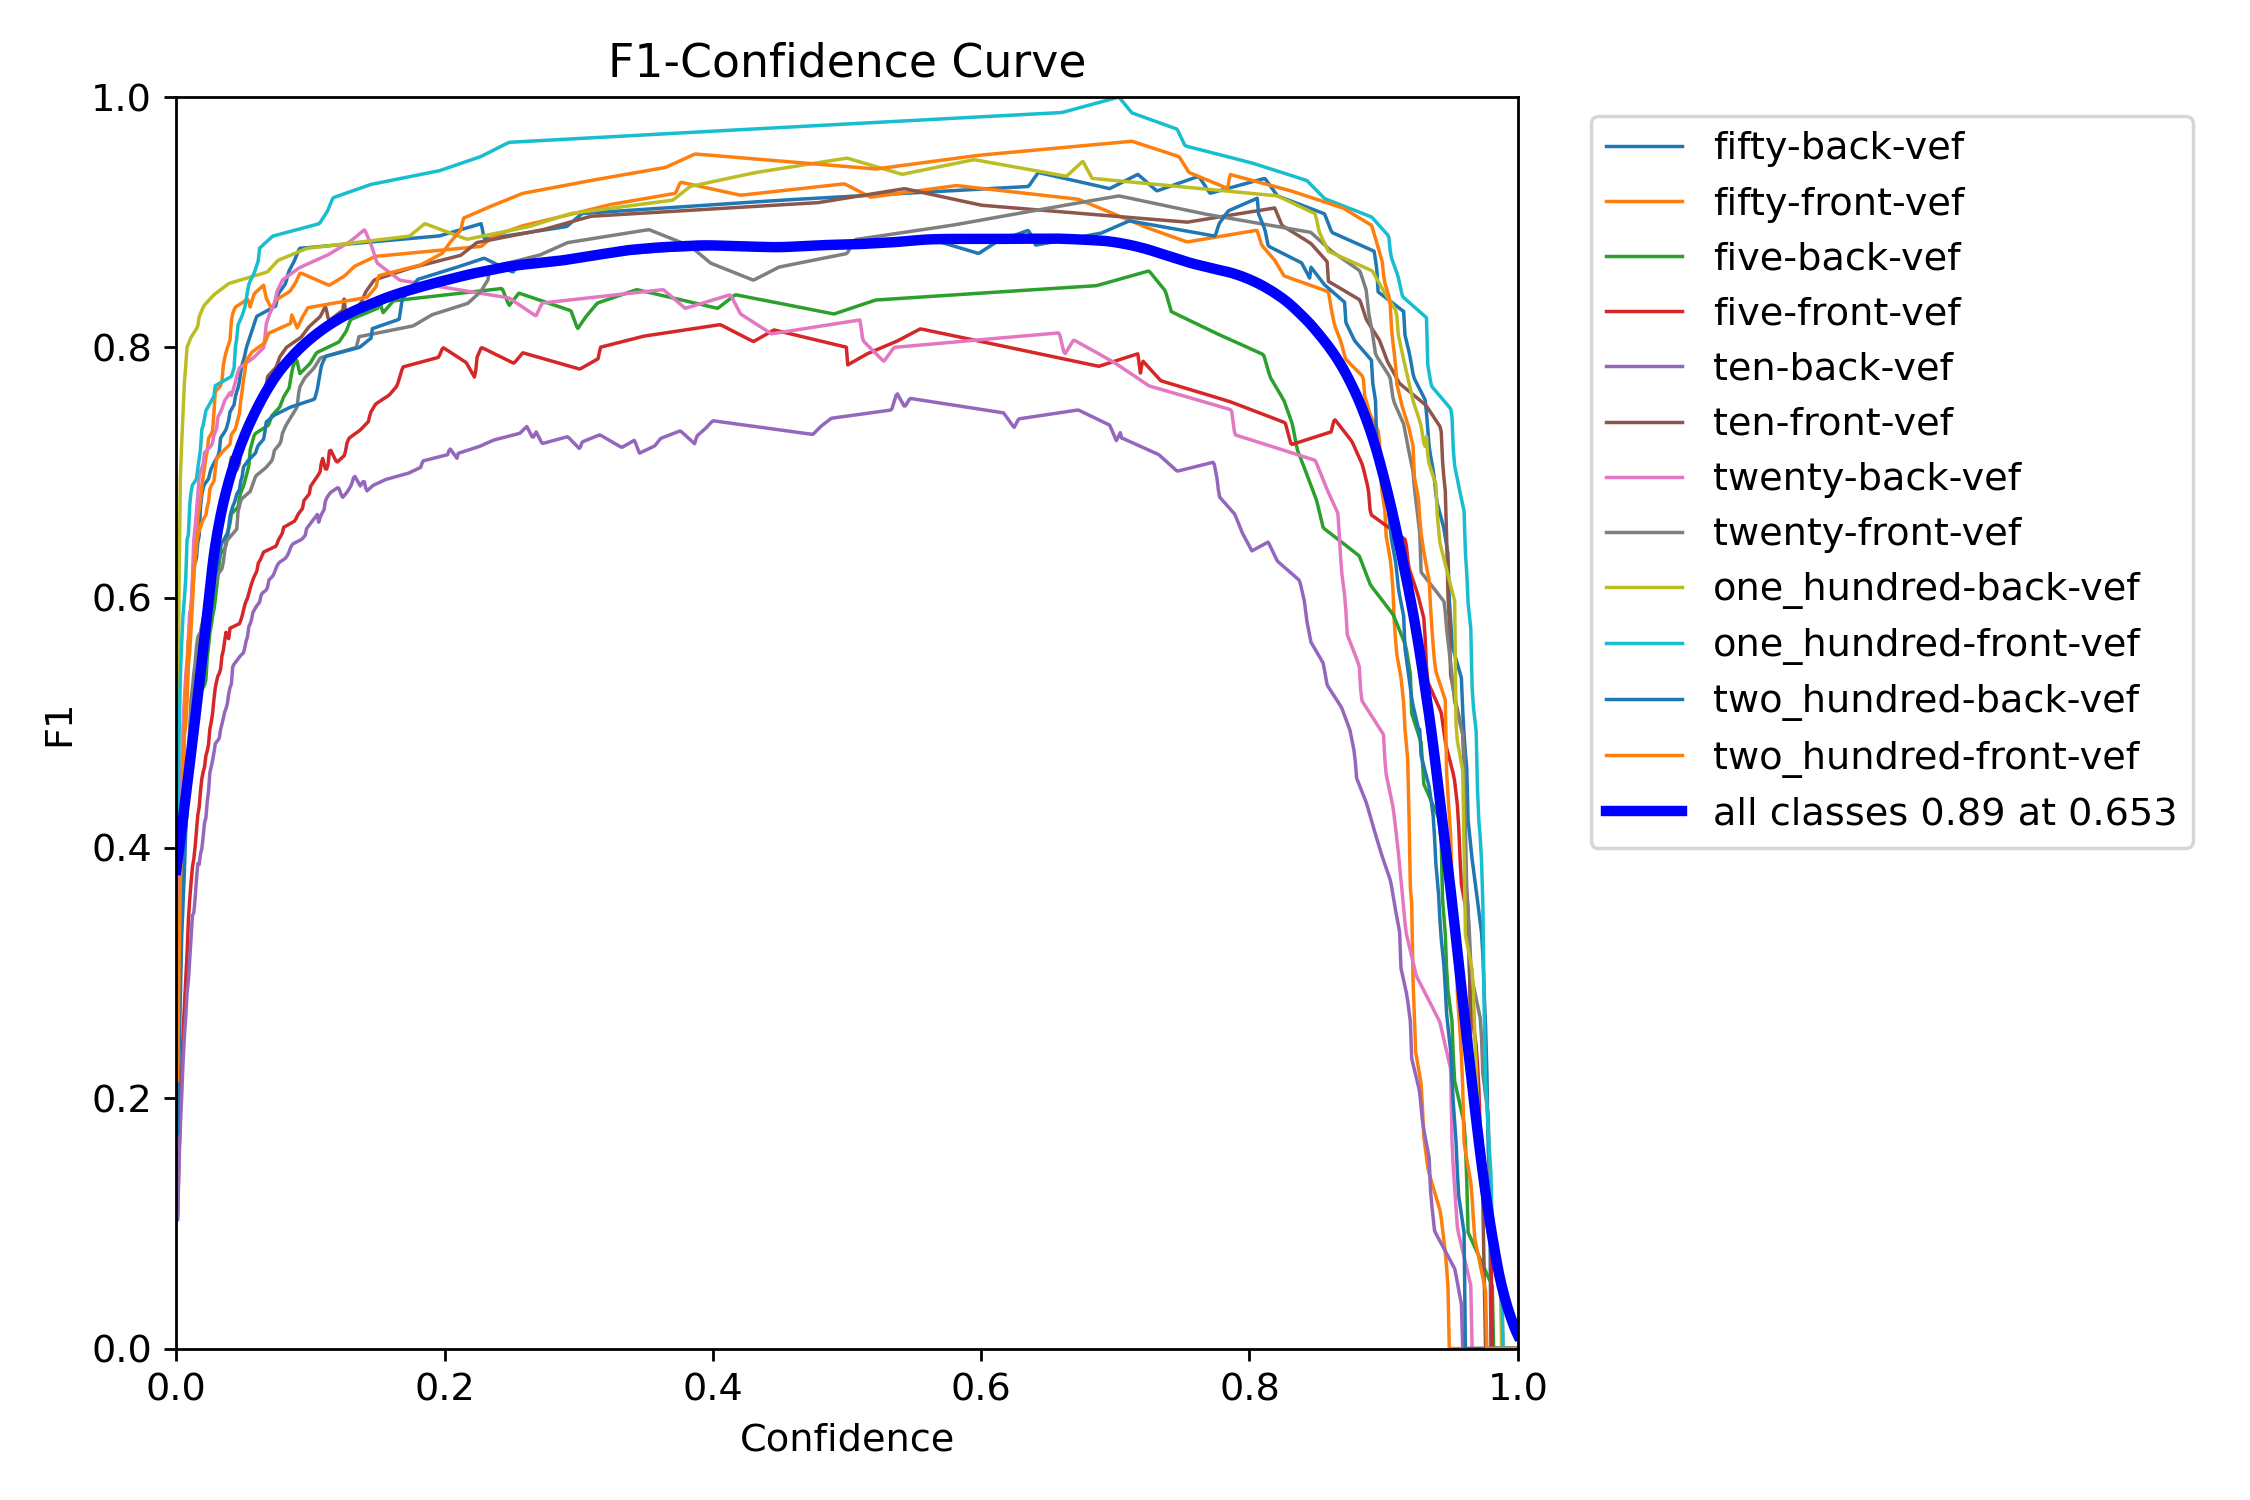 F1-Confidence Curve
1.0
0.8
0.6
0.4
0.2
0.0
F1
0.0 0.2 0.4 0.6 0.8 1.0
Confidence
fifty-back-vef
fifty-front-vef
five-back-vef
five-front-vef
ten-back-vef
ten-front-vef
twenty-back-vef
twenty-front-vef
one_hundred-back-vef
one_hundred-front-vef
two_hundred-back-vef
two_hundred-front-vef
all classes 0.89 at 0.653